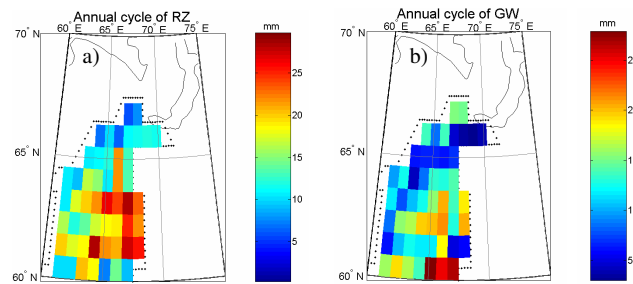 Annual cycle of RZ
60° E 65° E 70° E 75° E
mm
70° N
a)
25
20
15
65° N
10
5
60° N
Annual cycle of GW
60° E 65° E 70° E 75° E
mm
70° N
b)
2
2
1
65° N
1
5
60° N